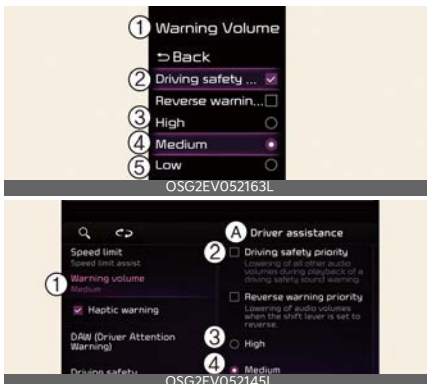 1 Warning Volume
Back
2 Driving safety ...
Reverse warnin...
3 High
4 Medium
5 Low
OSG2EV052163L
A Driver assistance
Speed limit
Speed limit assist
1 Warning volume
Medium
Haptic warning
DAW (Driver Attention
Warning)
Driving safety
2 Driving safety priority
Lowering of all other audio
volumes during playback of a
driving safety sound warning.
Reverse warning priority
Lowering of audio volumes
when the shift lever is set to
reverse.
3 High
4 Medium
OSG2EV052145L